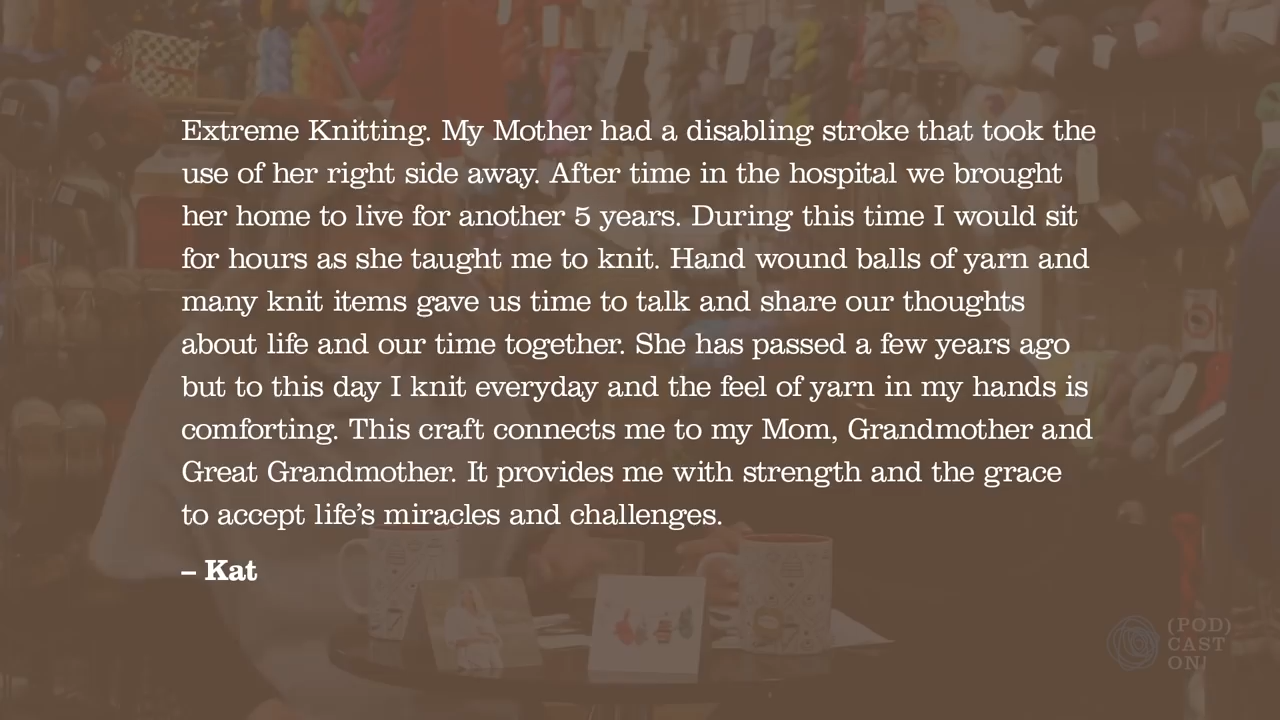 Extreme Knitting. My Mother had a disabling stroke that took the
use of her right side away. After time in the hospital we brought
her home to live for another 5 years. During this time I would sit
for hours as she taught me to knit. Hand wound balls of yarn and
many knit items gave us time to talk and share our thoughts
about life and our time together. She has passed a few years ago
but to this day I knit everyday and the feel of yarn in my hands is
comforting. This craft connects me to my Mom, Grandmother and
Great Grandmother. It provides me with strength and the grace
to accept life’s miracles and challenges.
– Kat
(POD)
CAST
ON!